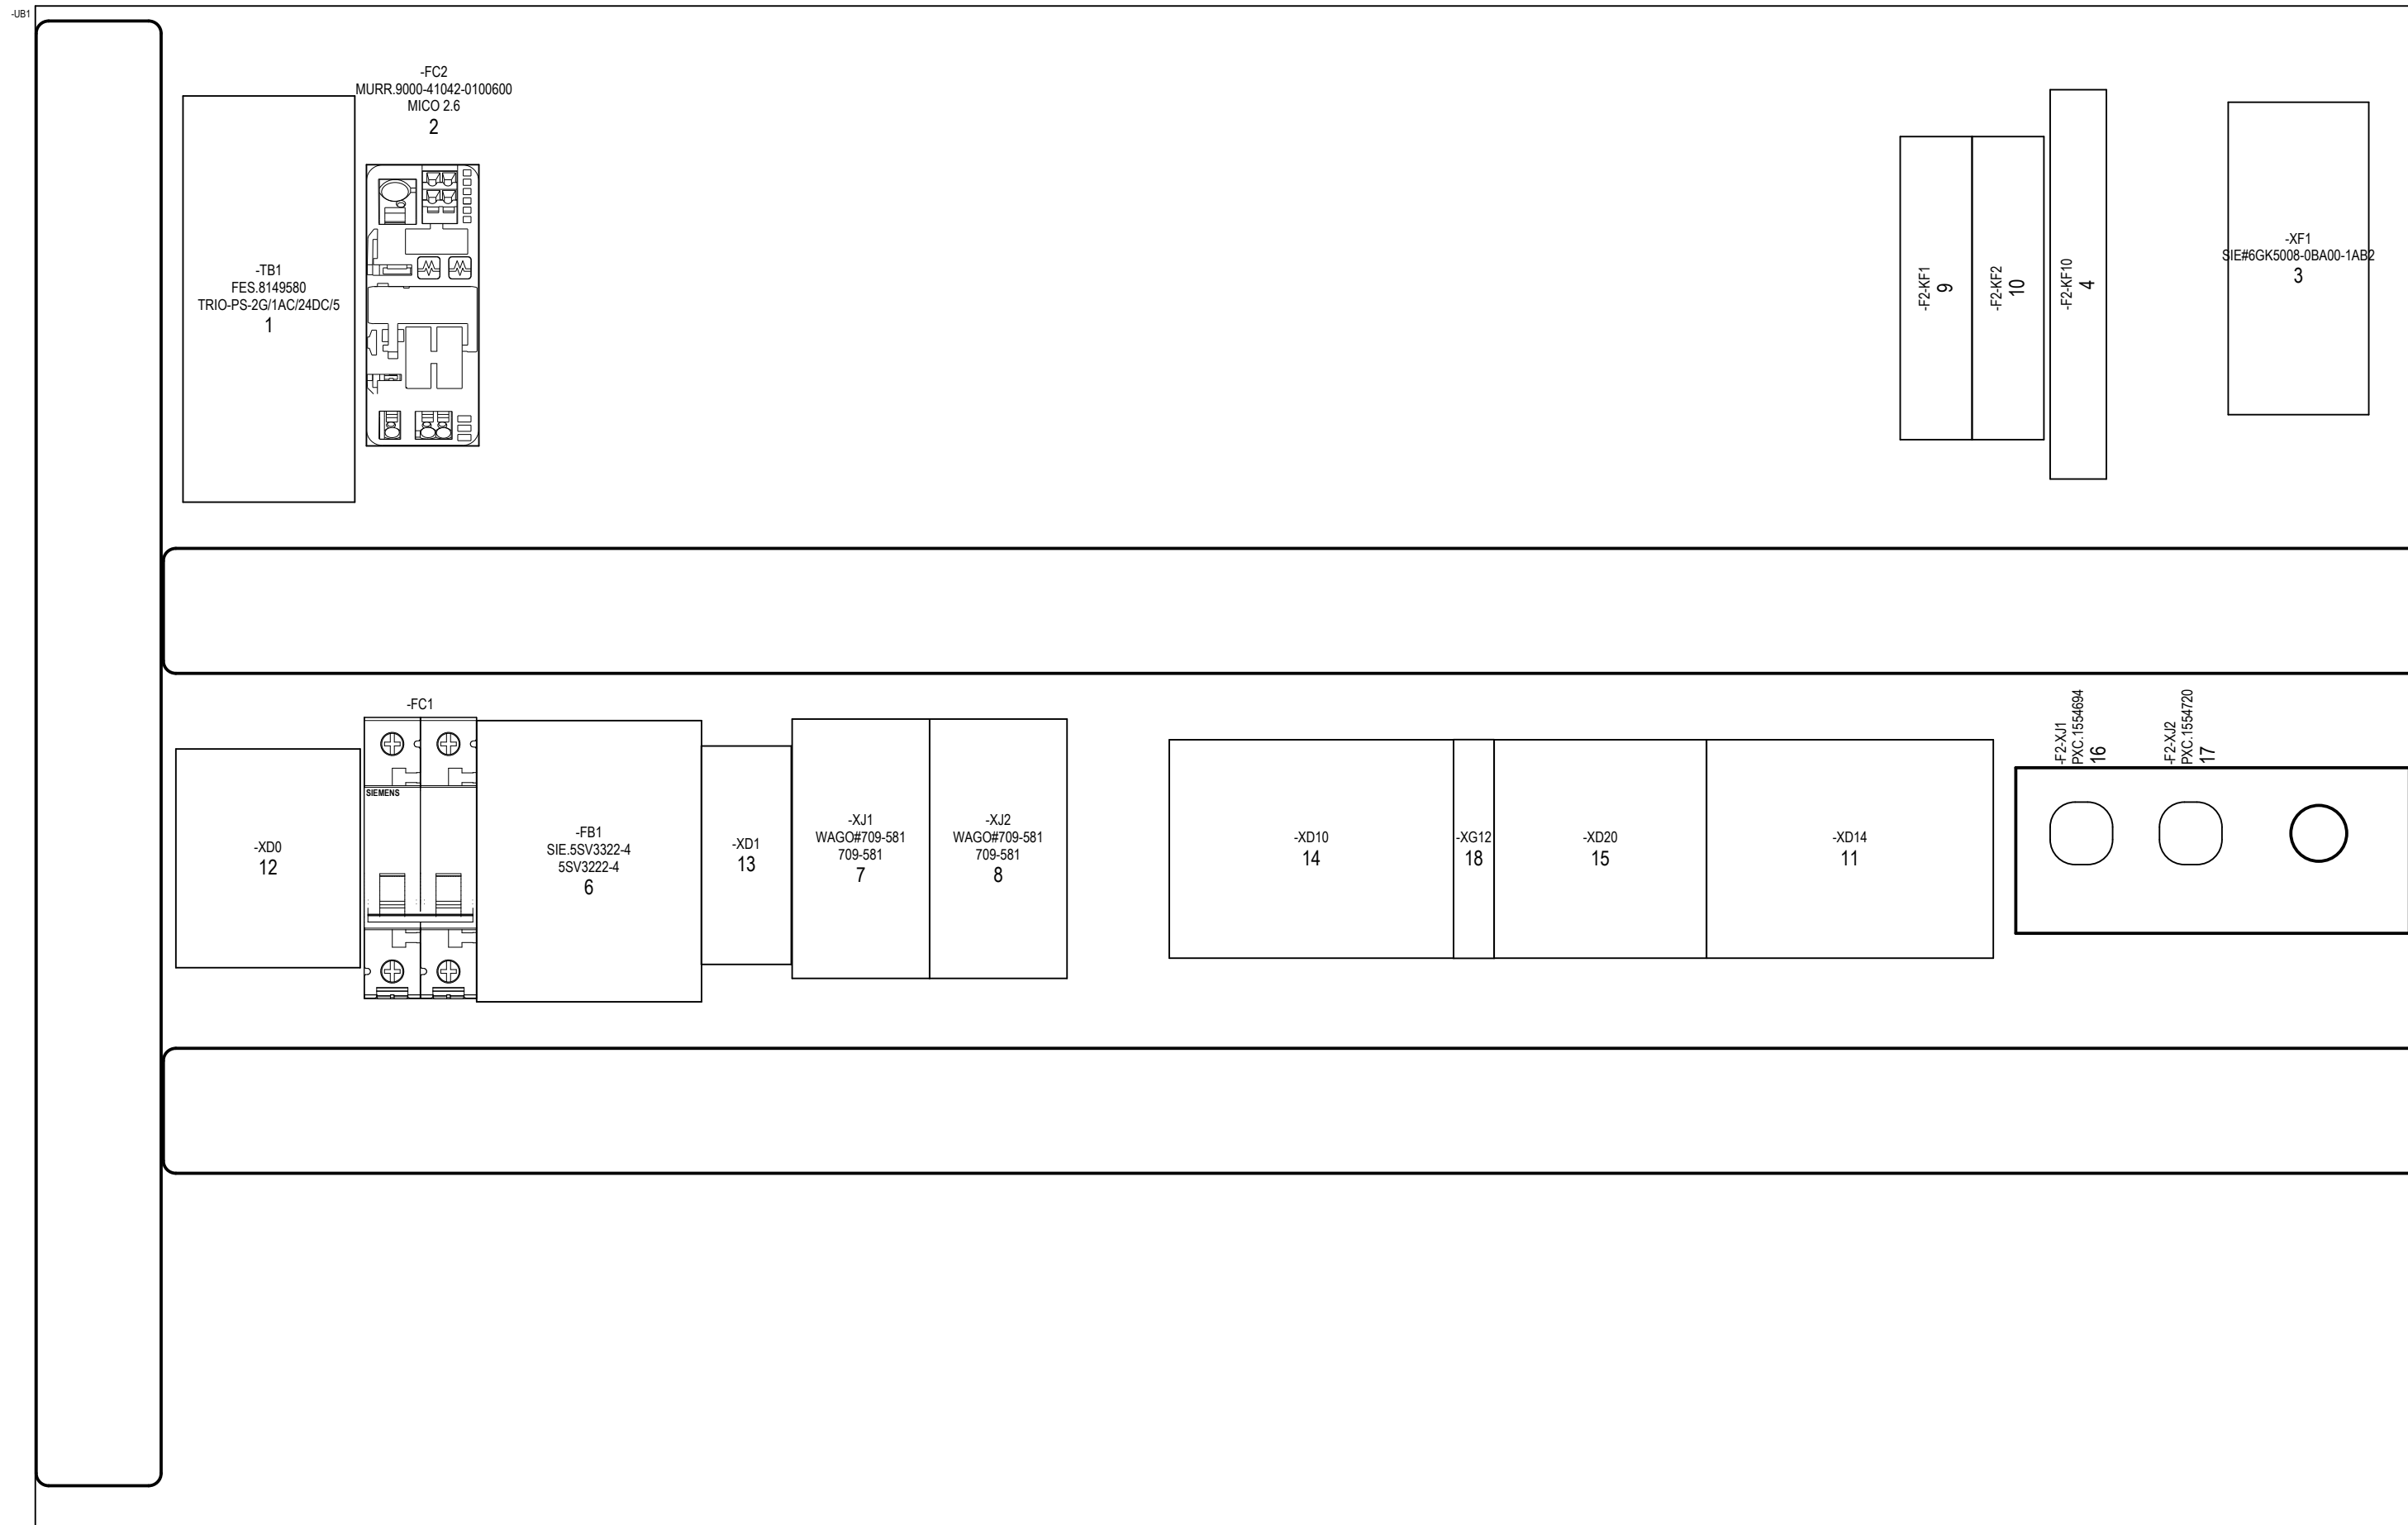 -UB1
-FC2
MURR.9000-41042-0100600
MICO 2.6
2
-TB1
FES.8149580
TRIO-PS-2G/1AC/24DC/5
1
-F2-KF1
9
-F2-KF2
10
-F2-KF10
4
-XF1
SIE#6GK5008-0BA00-1AB2
3
-FC1
SIEMENS
-XD0
12
-FB1
SIE.5SV3322-4
5SV3222-4
6
-XD1
13
-XJ1
WAGO#709-581
709-581
7
-XJ2
WAGO#709-581
709-581
8
-XD10
14
-XG12
18
-XD20
15
-XD14
11
-F2-XJ1
PXC.1554694
16
-F2-XJ2
PXC.1554720
17